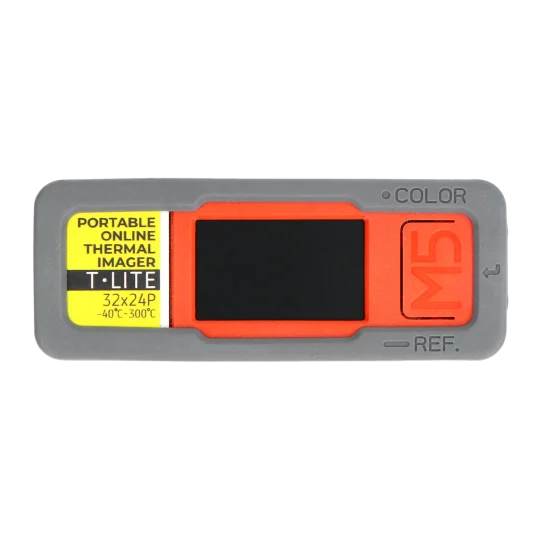 PORTABLE
ONLINE
THERMAL
IMAGER
T·LITE
32x24P
-40°C-300°C
COLOR
M5
REF.